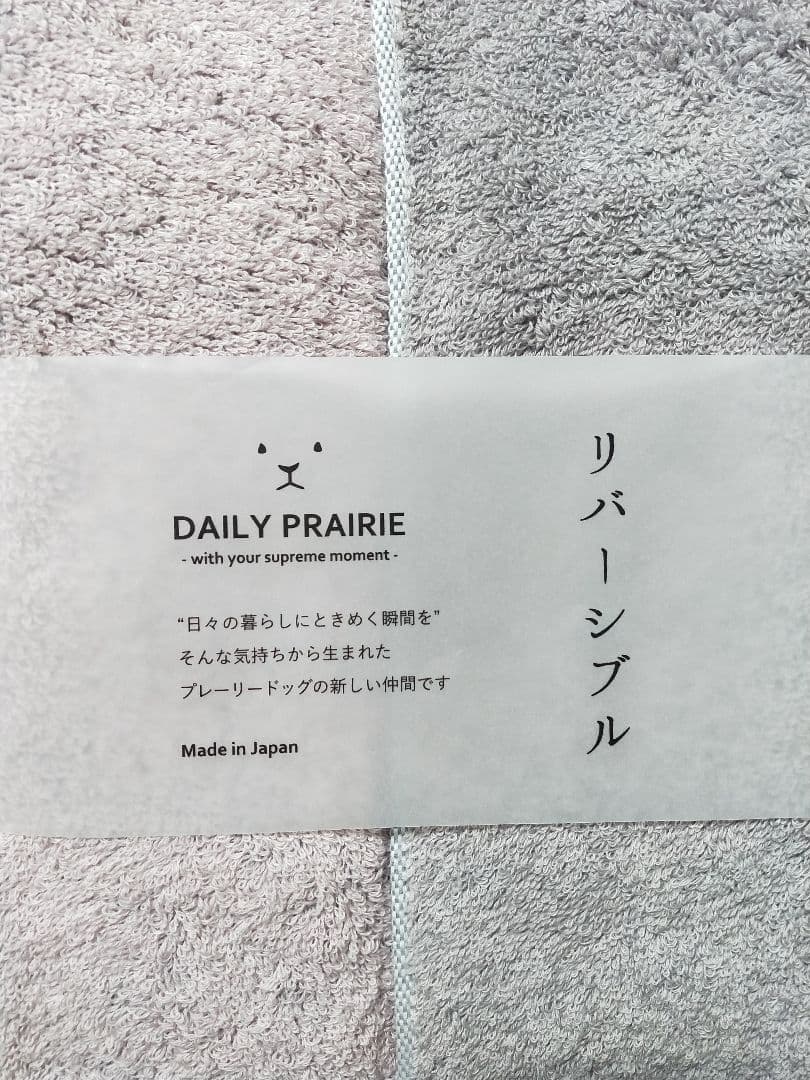 DAILY PRAIRIE
- with your supreme moment -
“日々の暮らしにときめく瞬間を”
そんな気持ちから生まれた
プレーリードッグの新しい仲間です
Made in Japan
リバーシブル